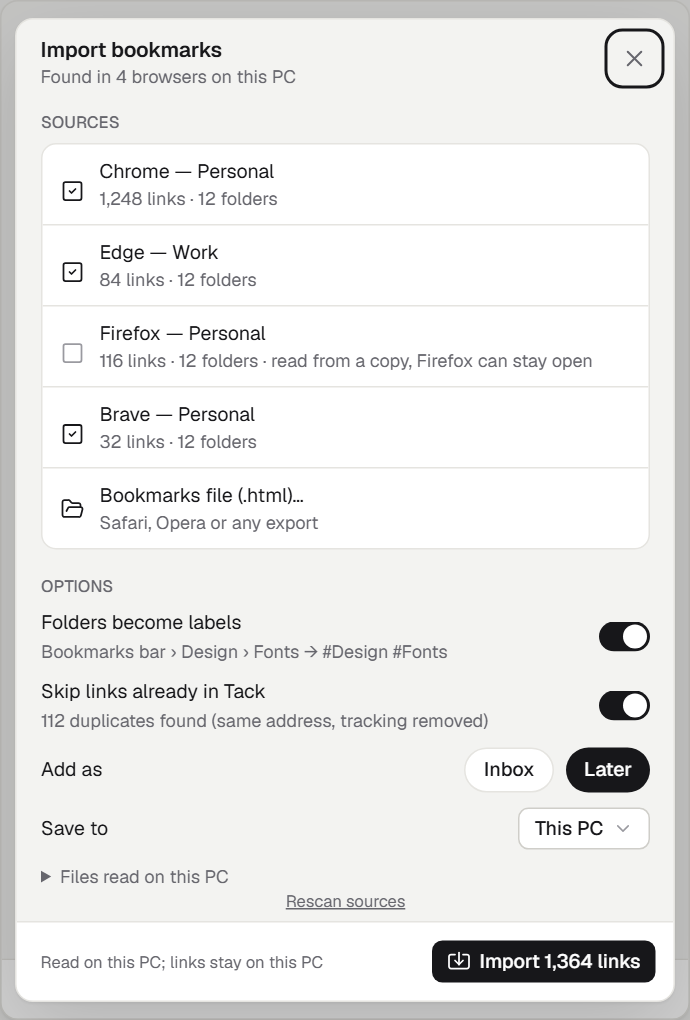 Import bookmarks
Found in 4 browsers on this PC
SOURCES
Chrome — Personal
1,248 links · 12 folders
Edge — Work
84 links · 12 folders
Firefox — Personal
116 links · 12 folders · read from a copy, Firefox can stay open
Brave — Personal
32 links · 12 folders
Bookmarks file (.html)…
Safari, Opera or any export
OPTIONS
Folders become labels
Bookmarks bar › Design › Fonts → #Design #Fonts
Skip links already in Tack
112 duplicates found (same address, tracking removed)
Add as Inbox Later
Save to This PC
Files read on this PC
Rescan sources
Read on this PC; links stay on this PC Import 1,364 links